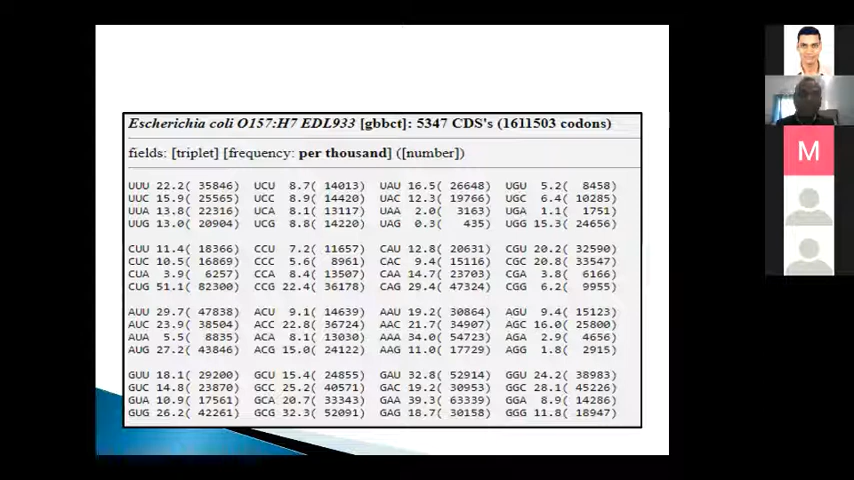 Escherichia coli O157:H7 EDL933 [gbbct]: 5347 CDS's (1611503 codons)
fields: [triplet] [frequency: per thousand] ([number])
UUU 22.2( 35846) UCU 8.7( 14013) UAU 16.5( 26648) UGU 5.2( 8458)
UUC 15.9( 25565) UCC 8.9( 14420) UAC 12.3( 19766) UGC 6.4( 10285)
UUA 13.8( 22316) UCA 8.1( 13117) UAA 2.0( 3163) UGA 1.1( 1751)
UUG 13.0( 20904) UCG 8.8( 14220) UAG 0.3( 435) UGG 15.3( 24656)
CUU 11.4( 18366) CCU 7.2( 11657) CAU 12.8( 20631) CGU 20.2( 32590)
CUC 10.5( 16869) CCC 5.6( 8961) CAC 9.4( 15116) CGC 20.8( 33547)
CUA 3.9( 6257) CCA 8.4( 13507) CAA 14.7( 23703) CGA 3.8( 6166)
CUG 51.1( 82300) CCG 22.4( 36178) CAG 29.4( 47324) CGG 6.2( 9955)
AUU 29.7( 47838) ACU 9.1( 14639) AAU 19.2( 30864) AGU 9.4( 15123)
AUC 23.9( 38504) ACC 22.8( 36724) AAC 21.7( 34907) AGC 16.0( 25800)
AUA 5.5( 8835) ACA 8.1( 13030) AAA 34.0( 54723) AGA 2.9( 4656)
AUG 27.2( 43846) ACG 15.0( 24122) AAG 11.0( 17729) AGG 1.8( 2915)
GUU 18.1( 29200) GCU 15.4( 24855) GAU 32.8( 52914) GGU 24.2( 38983)
GUC 14.8( 23870) GCC 25.2( 40571) GAC 19.2( 30953) GGC 28.1( 45226)
GUA 10.9( 17561) GCA 20.7( 33343) GAA 39.3( 63339) GGA 8.9( 14286)
GUG 26.2( 42261) GCG 32.3( 52091) GAG 18.7( 30158) GGG 11.8( 18947)
M